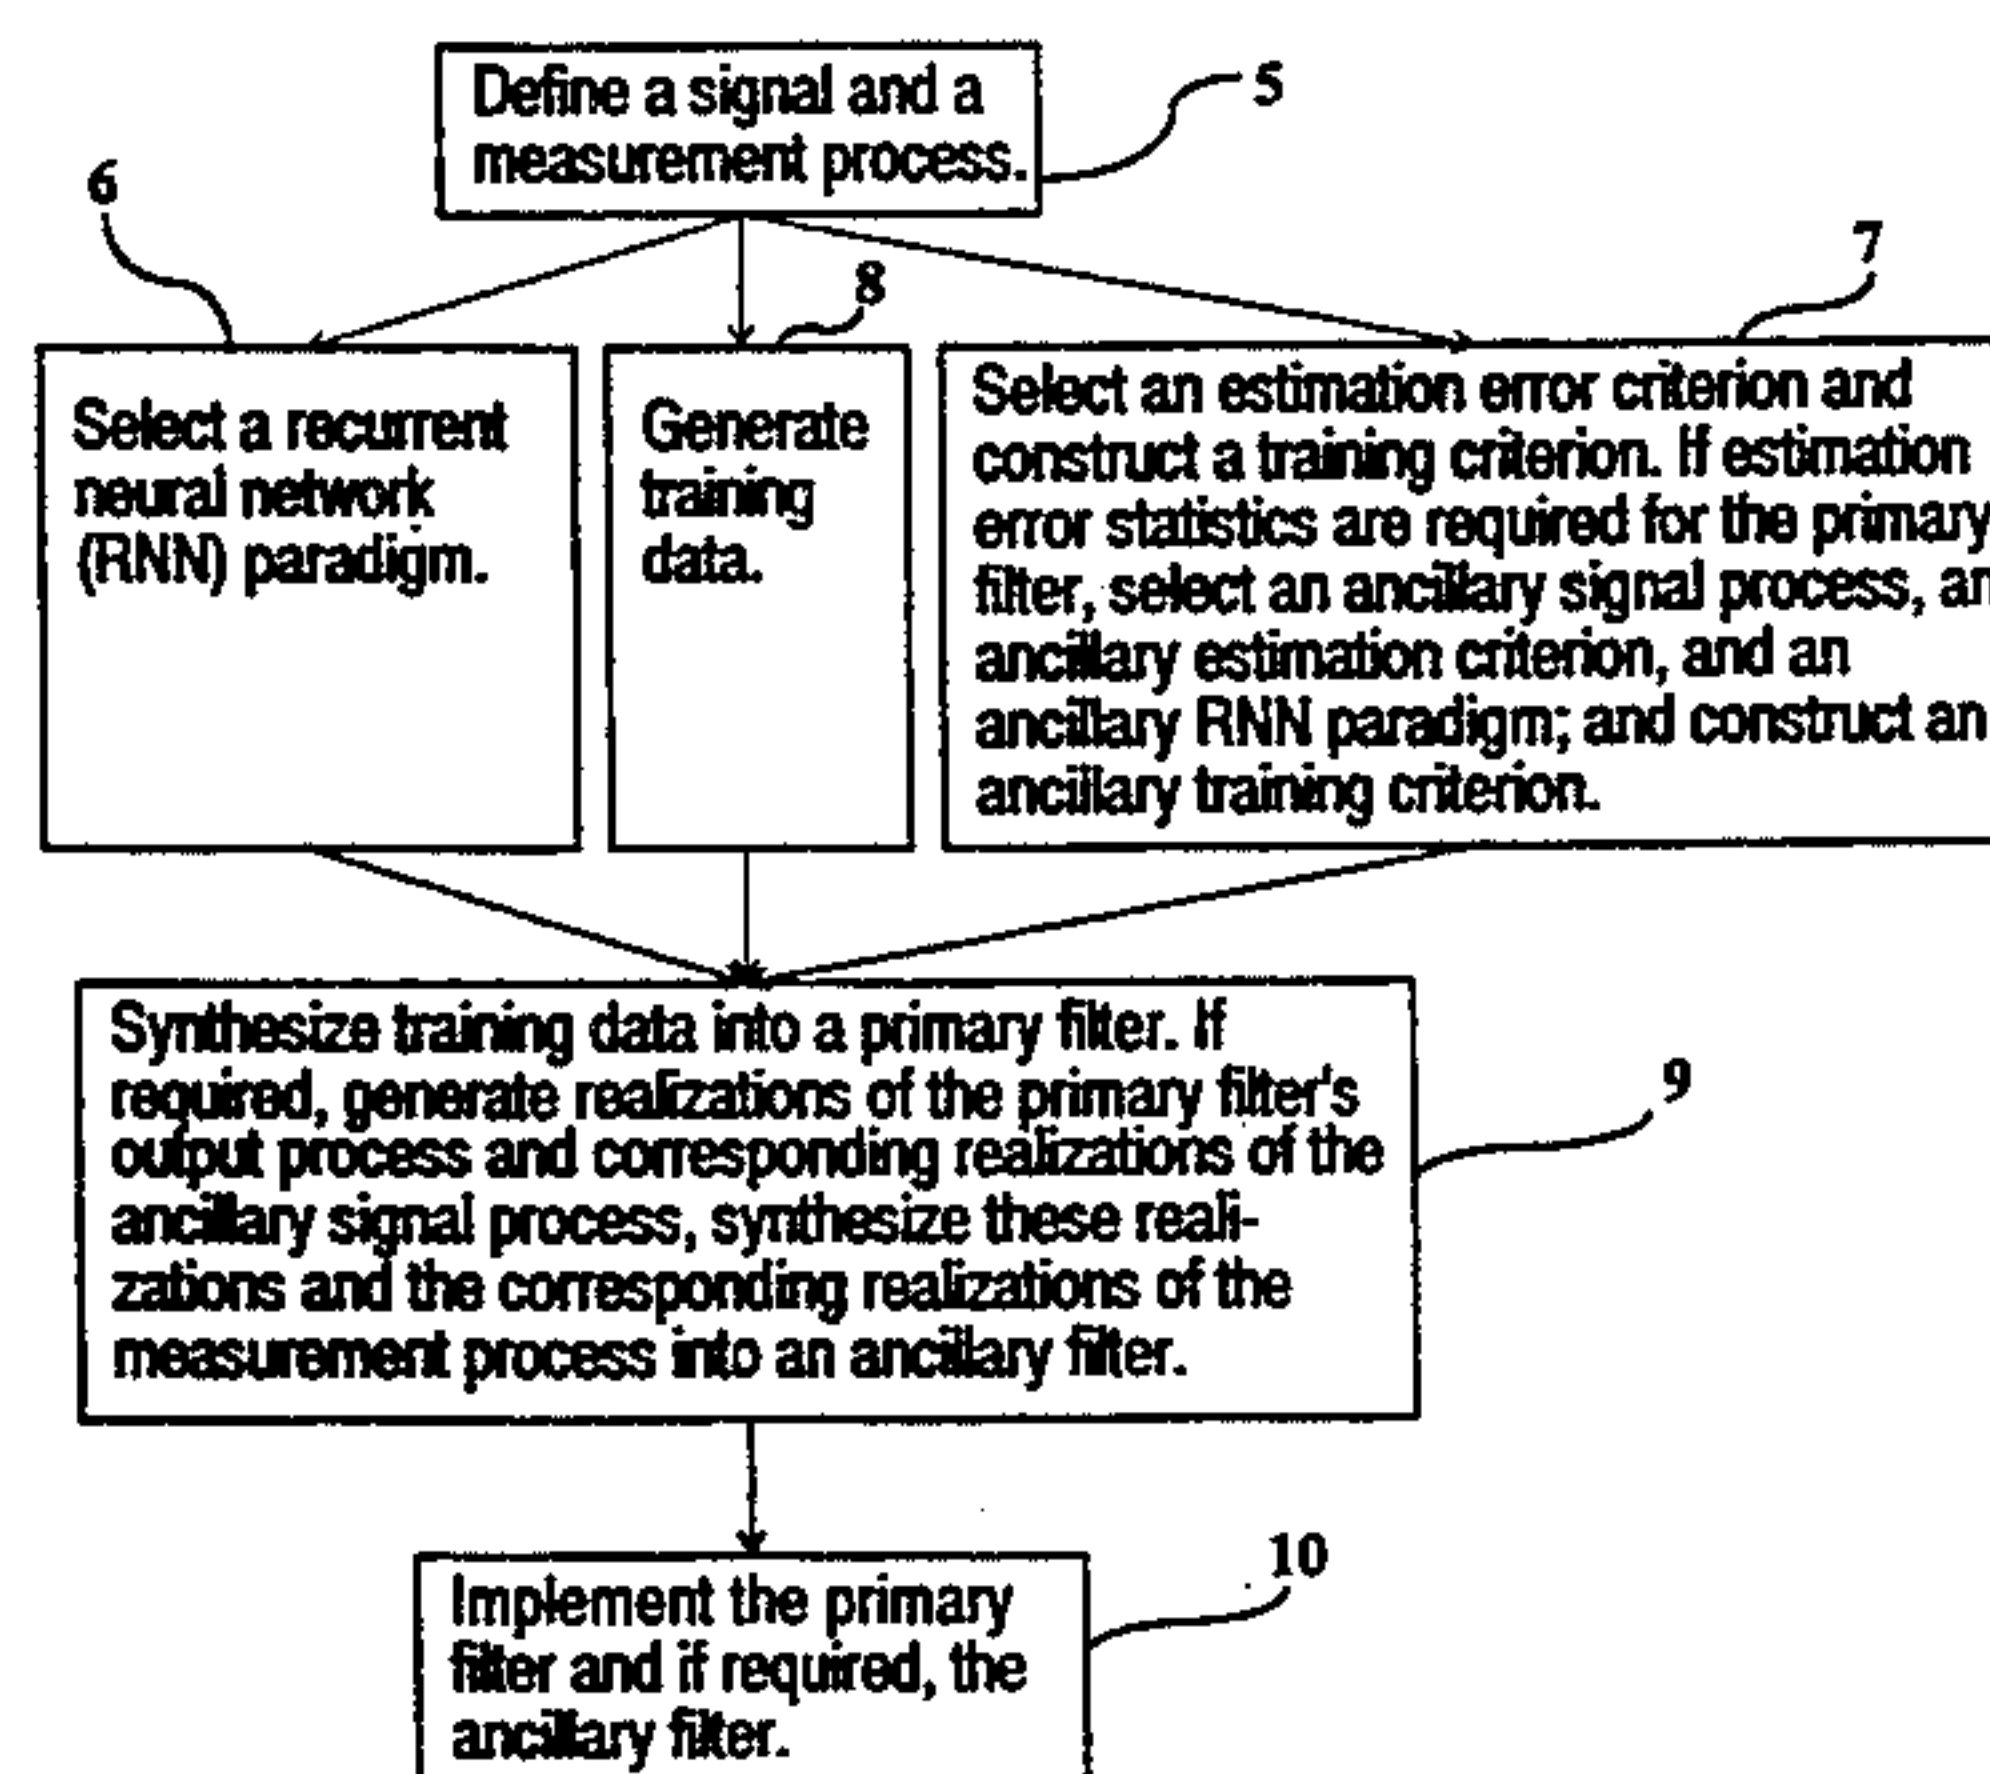 Define a signal and a
measurement process.
5
6
8
7
Select a recurrent
neural network
(RNN) paradigm.
Generate
training
data.
Select an estimation error criterion and
construct a training criterion. If estimation
error statistics are required for the primary
filter, select an ancillary signal process, an
ancillary estimation criterion, and an
ancillary RNN paradigm; and construct an
ancillary training criterion.
Synthesize training data into a primary filter. If
required, generate realizations of the primary filter's
output process and corresponding realizations of the
ancillary signal process, synthesize these reali-
zations and the corresponding realizations of the
measurement process into an ancillary filter.
9
Implement the primary
filter and if required, the
ancillary filter.
10